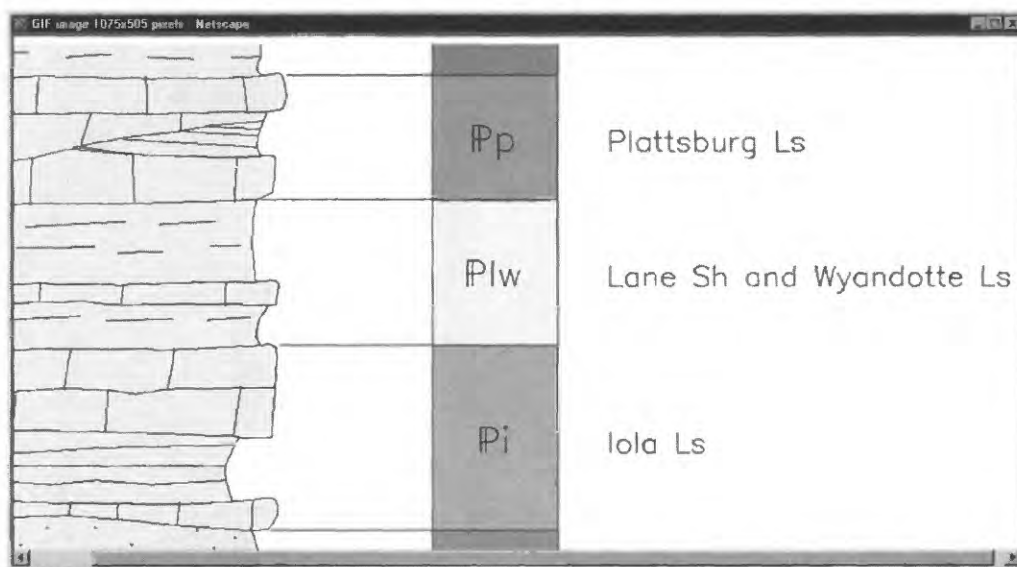 GIF image 1075x505 pixels Netscape
ℙp Plattsburg Ls
ℙlw Lane Sh and Wyandotte Ls
ℙi Iola Ls